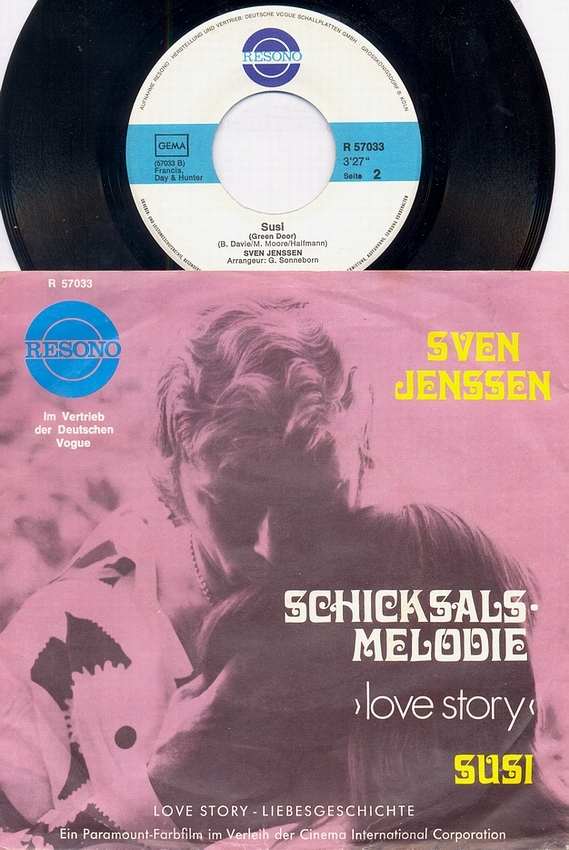 AUFNAHME RESONO · HERSTELLUNG UND VERTRIEB: DEUTSCHE VOGUE SCHALLPLATTEN GMBH · GROSSKÖNIGSDORF B. KÖLN
RESONO
GEMA
(57033 B)
Francis,
Day & Hunter
R 57033
3'27"
Seite 2
Susi
(Green Door)
(B. Davie/M. Moore/Halfmann)
SVEN JENSSEN
Arrangeur: G. Sonneborn
R 57033
RESONO
Im Vertrieb
der Deutschen
Vogue
SVEN
JENSSEN
SCHICKSALS-
MELODIE
›love story‹
SUSI
LOVE STORY - LIEBESGESCHICHTE
Ein Paramount-Farbfilm im Verleih der Cinema International Corporation